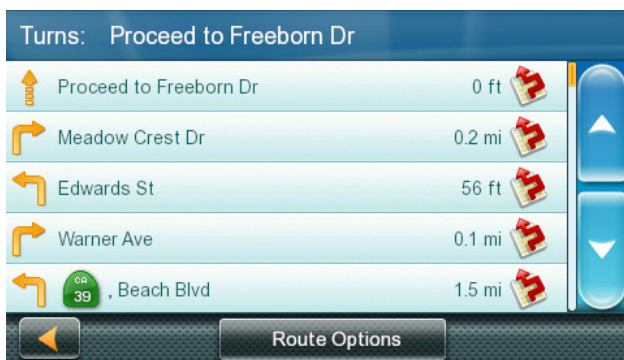 Turns: Proceed to Freeborn Dr
Proceed to Freeborn Dr 0 ft
Meadow Crest Dr 0.2 mi
Edwards St 56 ft
Warner Ave 0.1 mi
CA 39 , Beach Blvd 1.5 mi
Route Options